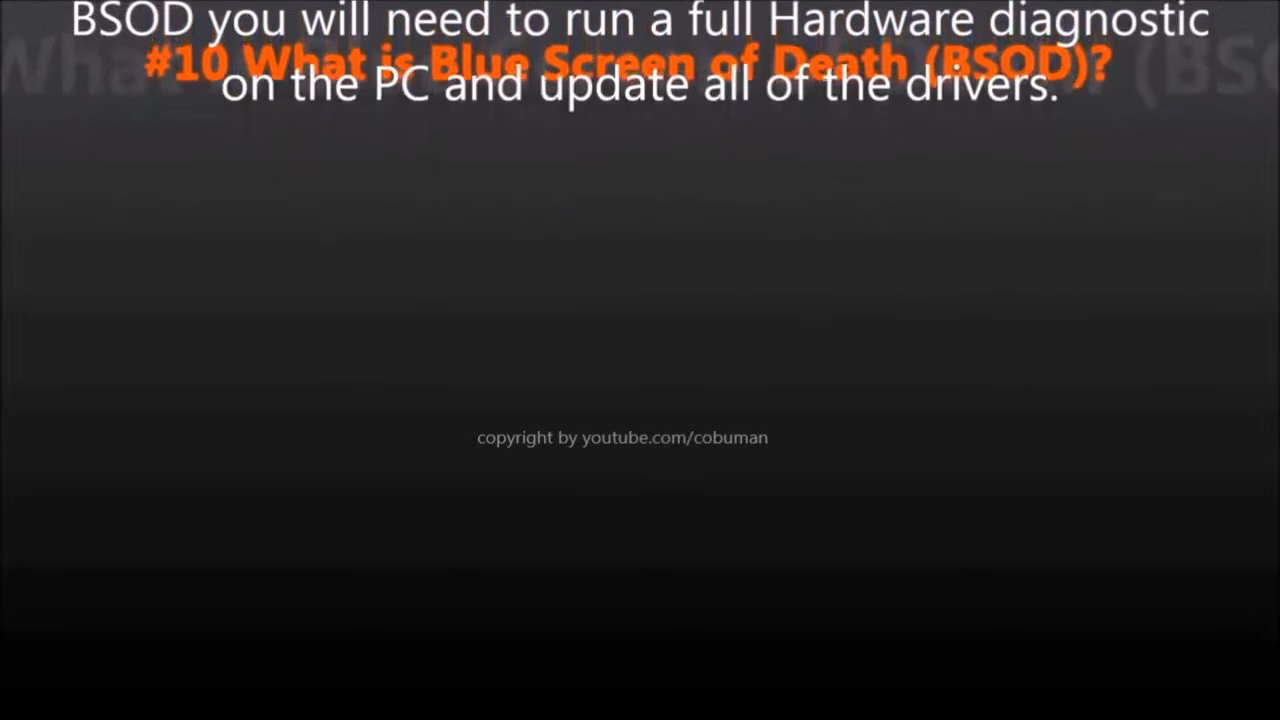 BSOD you will need to run a full Hardware diagnostic
#10 What is Blue Screen of Death (BSOD)?
on the PC and update all of the drivers.
copyright by youtube.com/cobuman